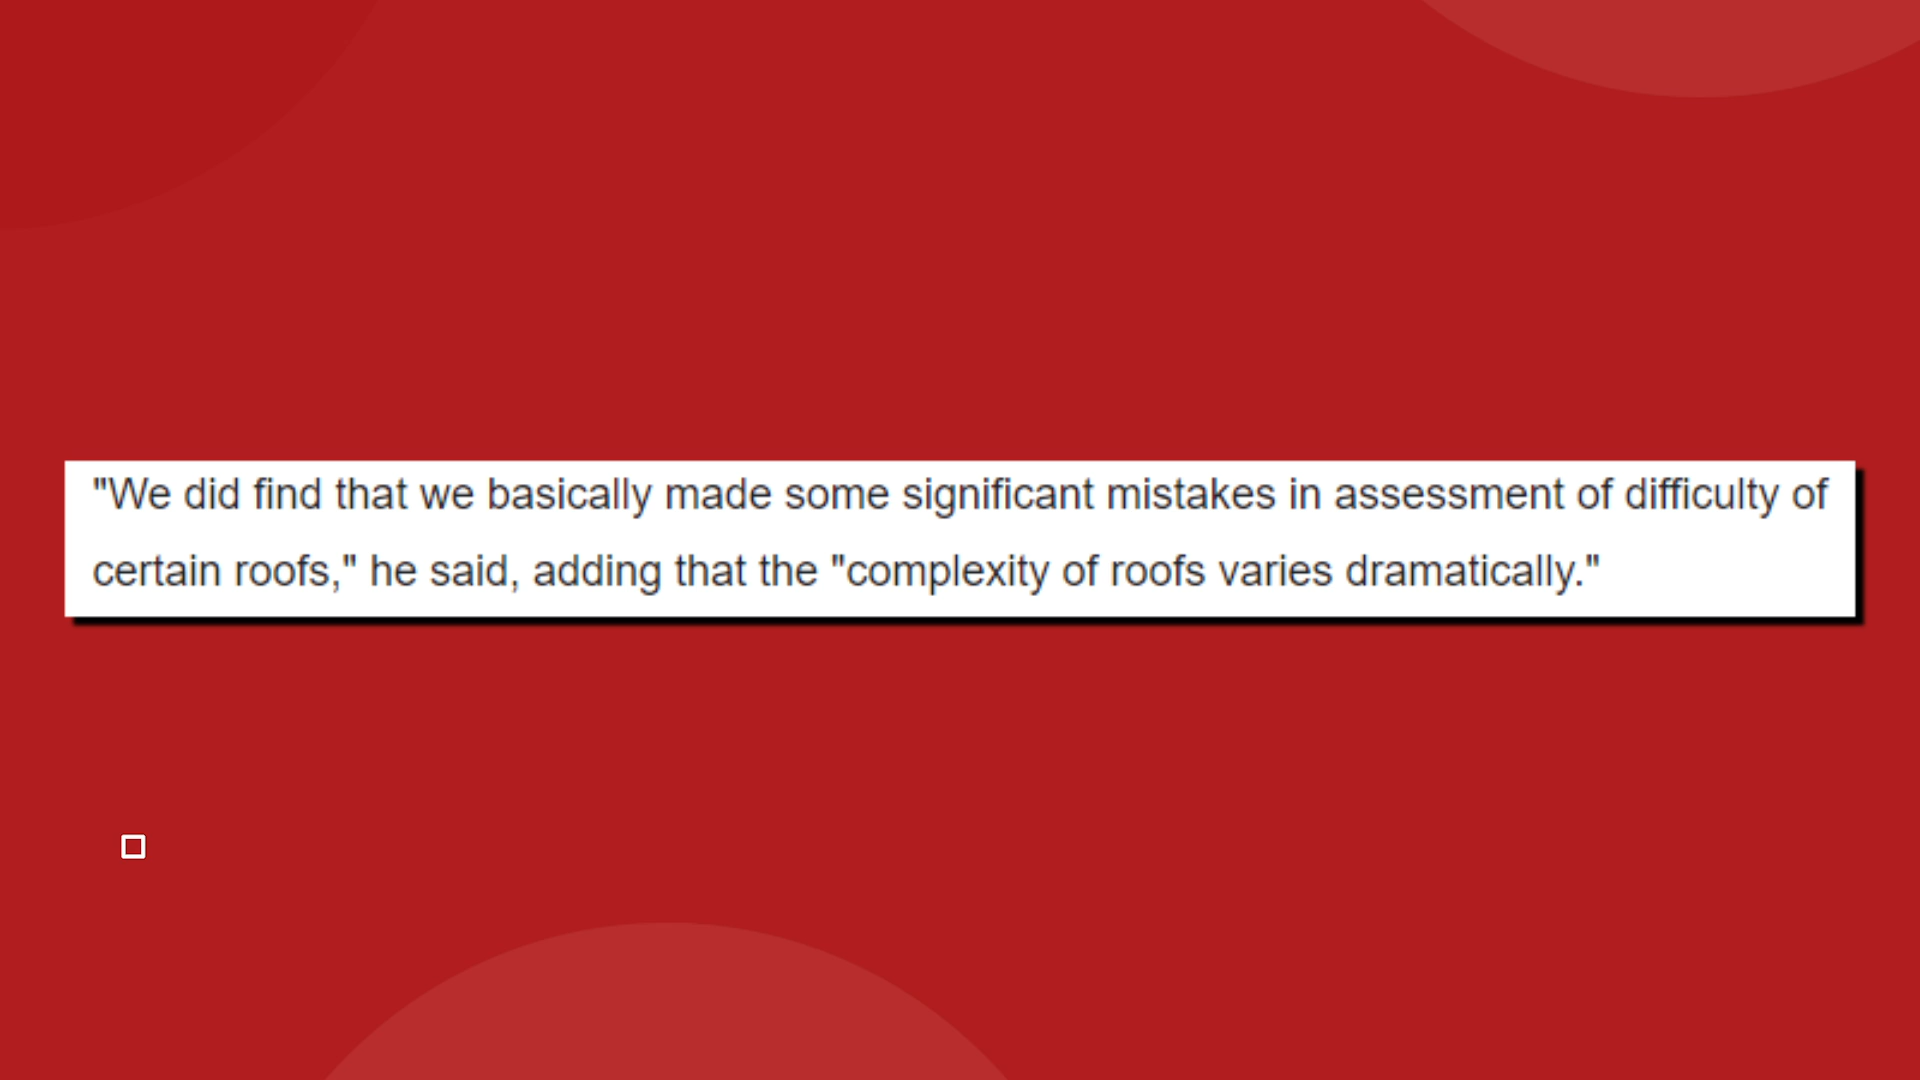 "We did find that we basically made some significant mistakes in assessment of difficulty of
certain roofs," he said, adding that the "complexity of roofs varies dramatically."